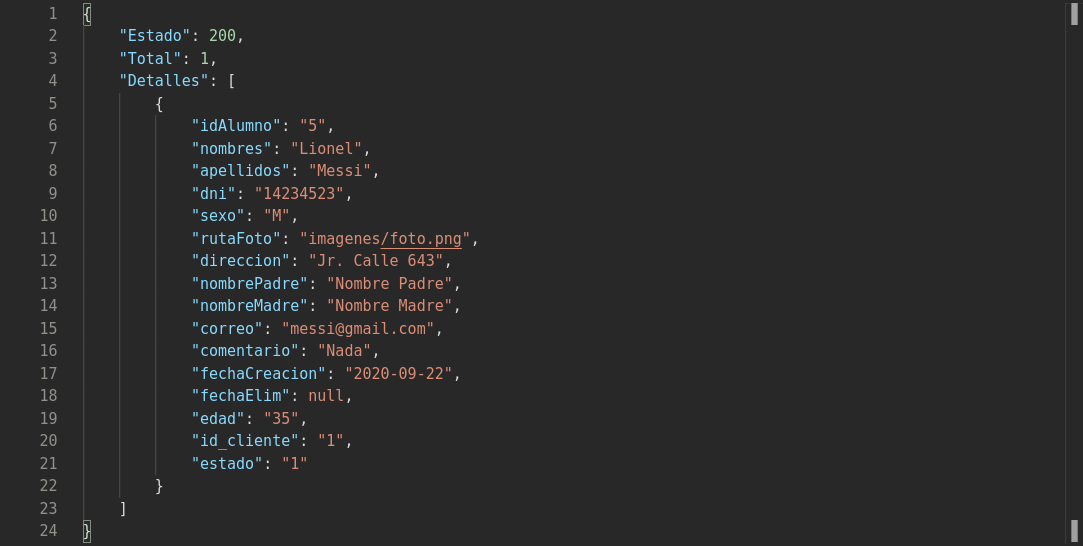 1 {
2 "Estado": 200,
3 "Total": 1,
4 "Detalles": [
5 {
6 "idAlumno": "5",
7 "nombres": "Lionel",
8 "apellidos": "Messi",
9 "dni": "14234523",
10 "sexo": "M",
11 "rutaFoto": "imagenes/foto.png",
12 "direccion": "Jr. Calle 643",
13 "nombrePadre": "Nombre Padre",
14 "nombreMadre": "Nombre Madre",
15 "correo": "messi@gmail.com",
16 "comentario": "Nada",
17 "fechaCreacion": "2020-09-22",
18 "fechaElim": null,
19 "edad": "35",
20 "id_cliente": "1",
21 "estado": "1"
22 }
23 ]
24 }